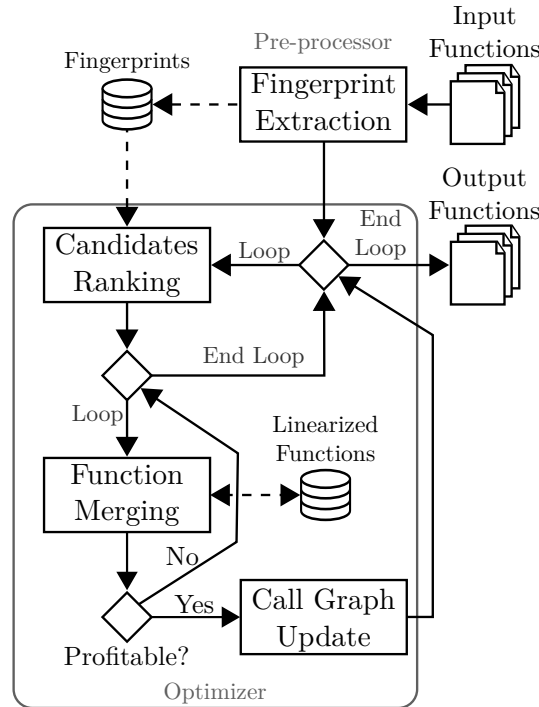 Input
Functions
Pre-processor
Fingerprints
Fingerprint
Extraction
Output
Functions
End
Loop
Loop
Candidates
Ranking
End Loop
Loop
Linearized
Functions
Function
Merging
No
Yes
Call Graph
Update
Profitable?
Optimizer